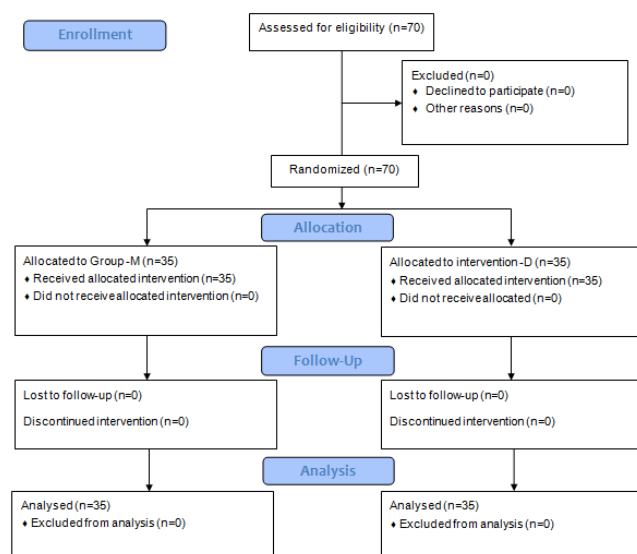 Enrollment
Assessed for eligibility (n=70)
Excluded (n=0)
♦ Declined to participate (n=0)
♦ Other reasons (n=0)
Randomized (n=70)
Allocation
Allocated to Group -M (n=35)
♦ Received allocated intervention (n=35)
♦ Did not receive allocated intervention (n=0)
Allocated to intervention -D (n=35)
♦ Received allocated intervention (n=35)
♦ Did not receive allocated (n=0)
Follow-Up
Lost to follow-up (n=0)
Discontinued intervention (n=0)
Lost to follow-up (n=0)
Discontinued intervention (n=0)
Analysis
Analysed (n=35)
♦ Excluded from analysis (n=0)
Analysed (n=35)
♦ Excluded from analysis (n=0)